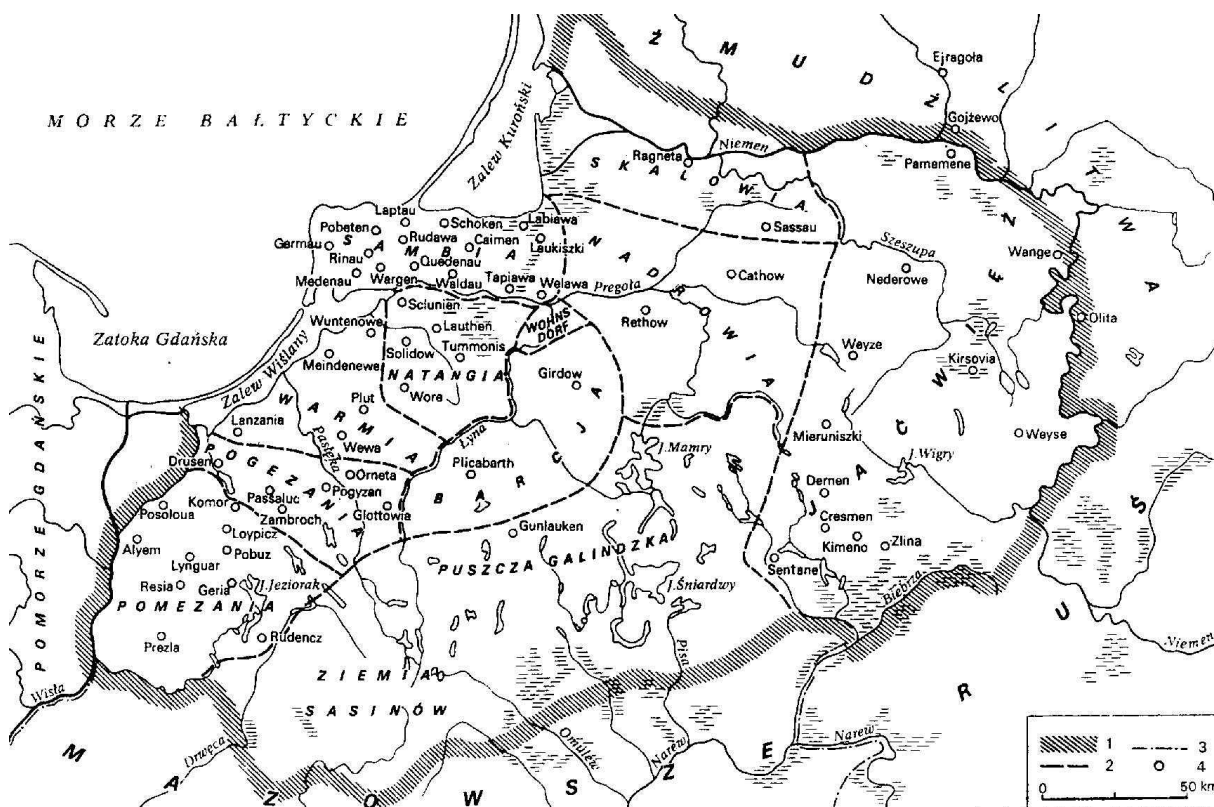 ŻMUDŹ
Ejragoła
MORZE BAŁTYCKIE
Zalew Kuroński
Gojżewo
Niemen
Ragneta
Pamamene
LITWA
SKALOWIA
Laptau
Pobeten
Schoken
Labiawa
Sassau
Germau
SAMBIA
Rudawa
Caimen
Laukiszki
Szeszupa
Wange
Rinau
Quedenau
NADROWIA
Cathow
Nederowe
Medenau
Wargen
Waldau
Tapiawa
Welawa
Pregoła
Sclunien
Rethow
Olita
Zatoka Gdańska
Wuntenowe
Lauthen
WOHNS
DORF
Zalew Wiślany
Solidow
Tummonis
Weyze
Meindenewe
NATANGIA
Girdow
Kirsovia
Wore
JAĆWIEŻ
POMORZE GDAŃSKIE
WARMIA
Plut
Lanzania
Pasłęka
Wewa
Łyna
BARCJA
Mieruniszki
Weyse
Drusen
POGEZANIA
Orneta
Plicabarth
J.Mamry
J.Wigry
Komor
Passaluc
Pogyzan
Dernen
Posoloua
Zambroch
Glottowia
Gunlauken
Cresmen
Alyem
Loypicz
Kimeno
Zlina
Lynguar
Pobuz
PUSZCZA GALINDZKA
Sentane
Resia
Geria
J.Jeziorak
J.Śniardwy
Biebrza
POMEZANIA
Prezla
Rudencz
Pisa
RUŚ
Niemen
Wisła
ZIEMIA
SASINÓW
Drwęca
Omulew
Narew
Narew
MAZOWSZE
1
2
3
4
0
50 km